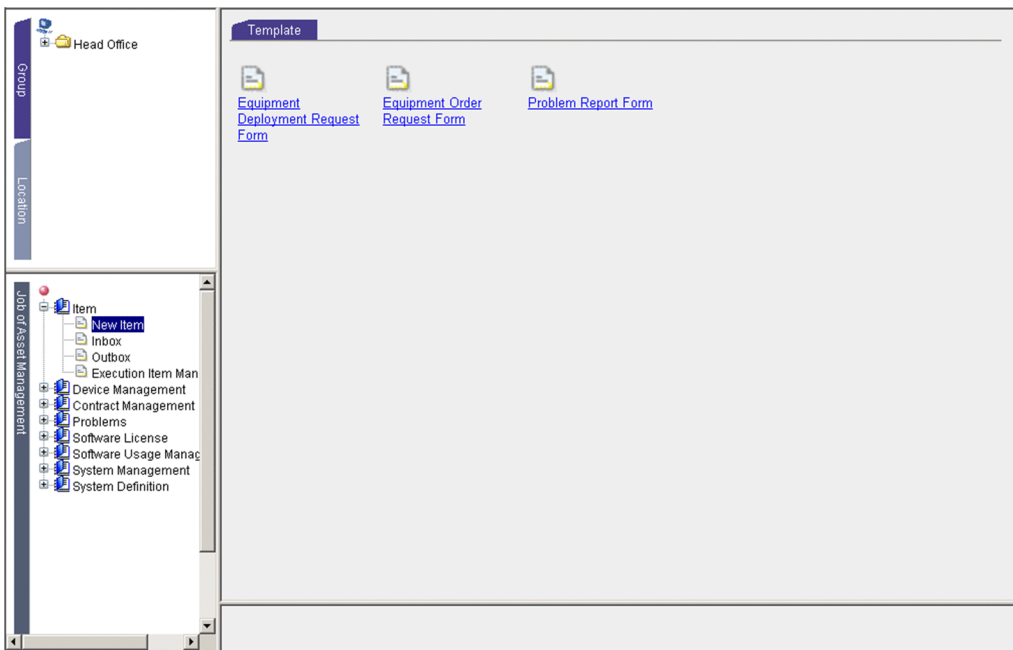 Group
Location
Head Office
Job of Asset Management
Item
New Item
Inbox
Outbox
Execution Item Man
Device Management
Contract Management
Problems
Software License
Software Usage Manag
System Management
System Definition
Template
Equipment
Deployment Request
Form
Equipment Order
Request Form
Problem Report Form